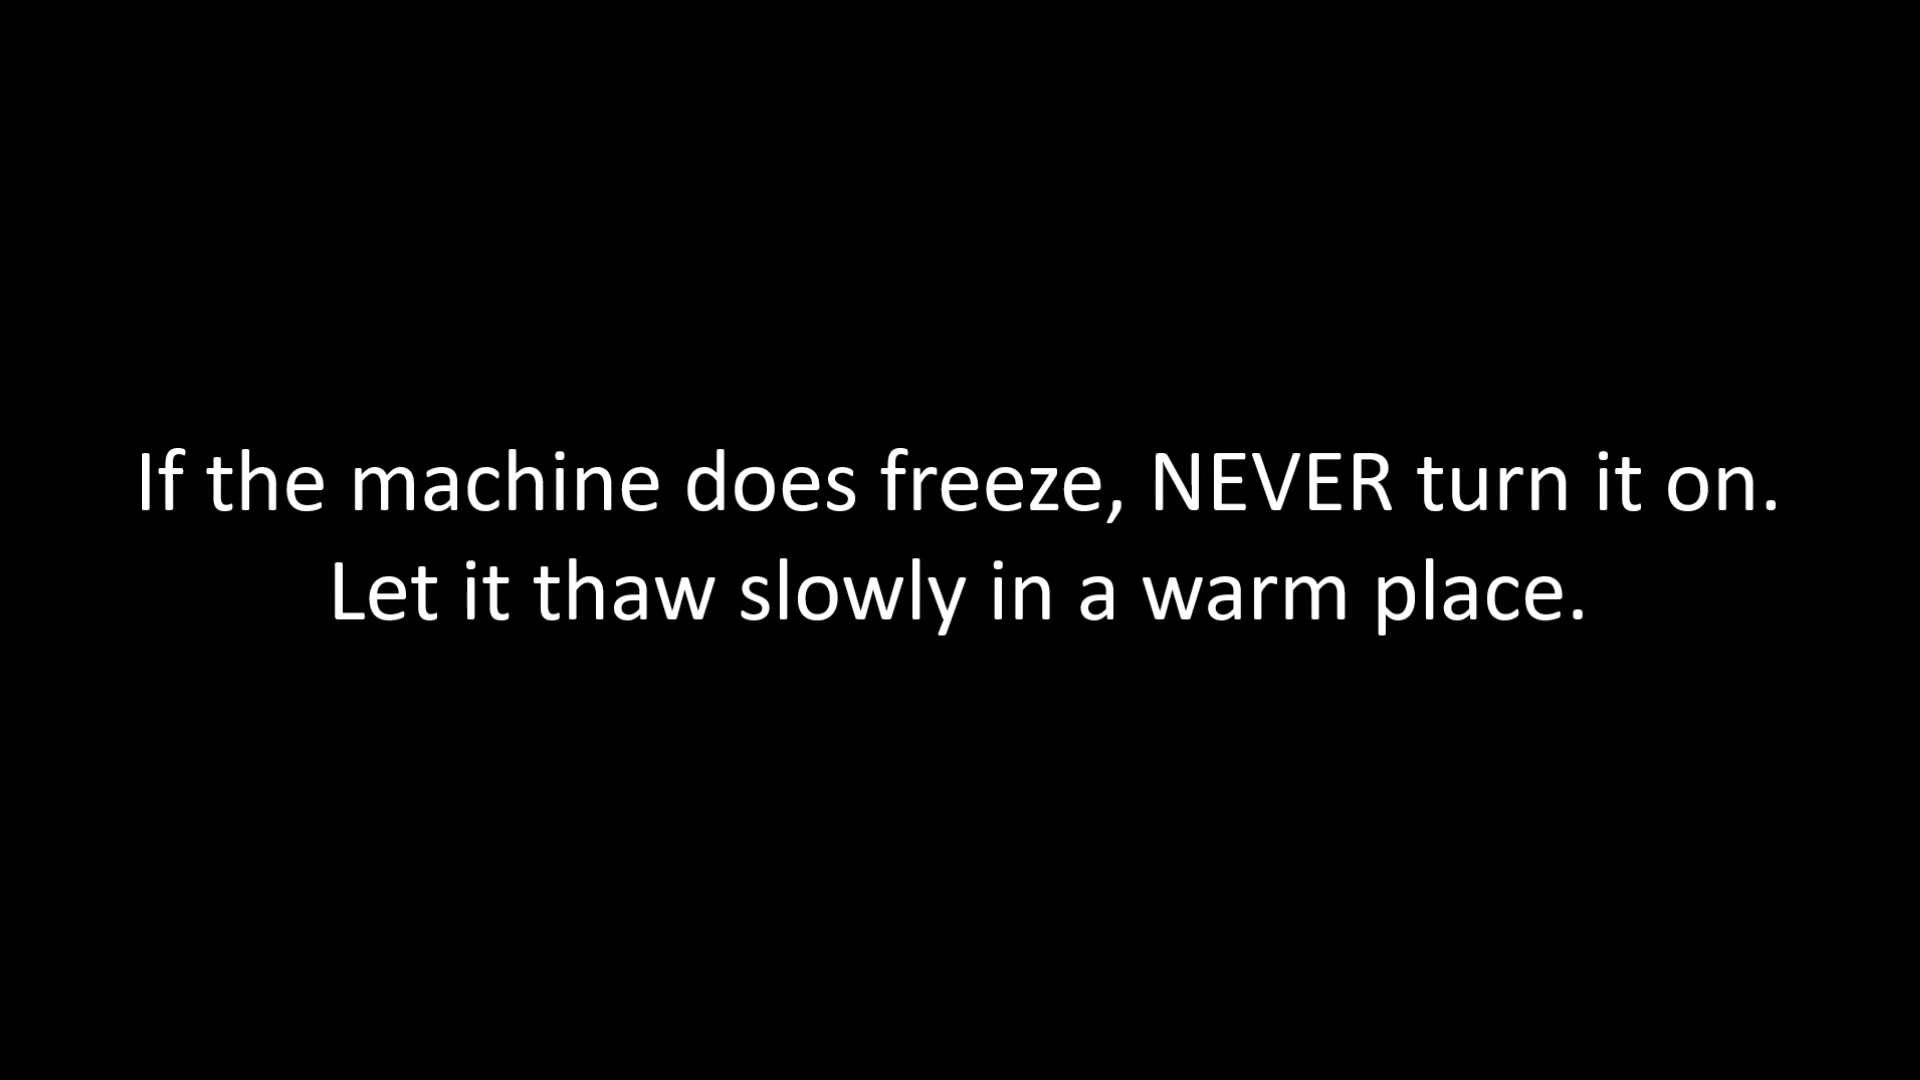 If the machine does freeze, NEVER turn it on.
Let it thaw slowly in a warm place.